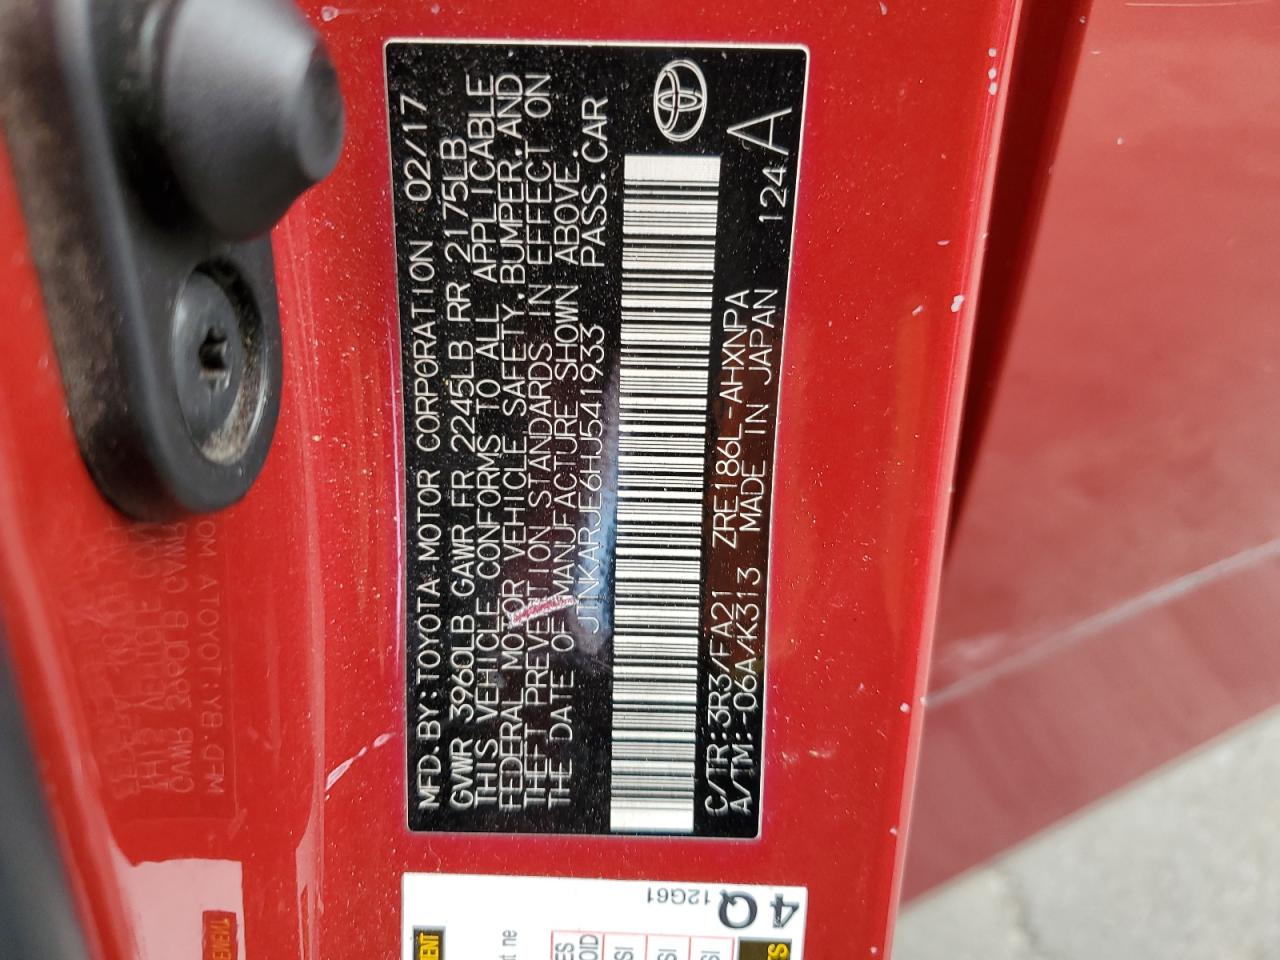 MFD.BY:TOYOTA MOTOR CORPORATION 02/17
GVWR 3960LB GAWR FR 2245LB RR 2175LB
THIS VEHICLE CONFORMS TO ALL APPLICABLE
FEDERAL MOTOR VEHICLE SAFETY,BUMPER,AND
THEFT PREVENTION STANDARDS IN EFFECT ON
THE DATE OF MANUFACTURE SHOWN ABOVE.
JTNKARJE6HJ541933 PASS.CAR
C/TR:3R3/FA21 ZRE186L-AHXNPA
A/TM:-06A/K313 MADE IN JAPAN
124 A
4Q
12G61